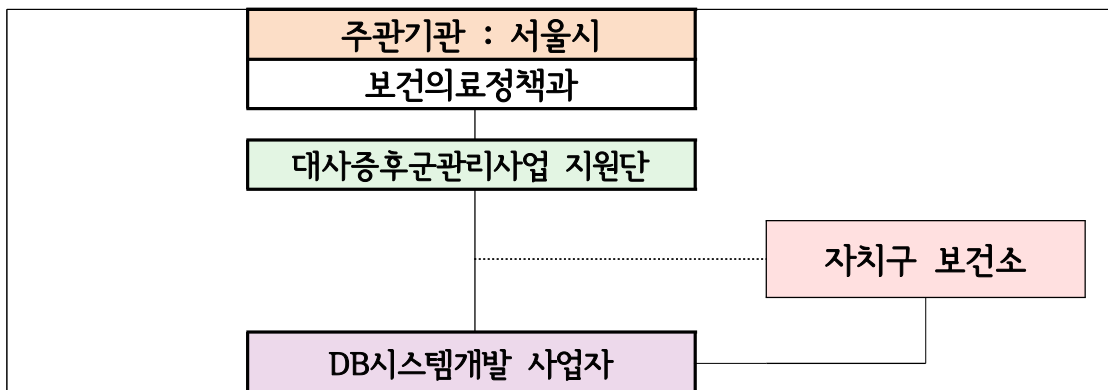 주관기관 : 서울시
보건의료정책과
대사증후군관리사업 지원단
자치구 보건소
DB시스템개발 사업자